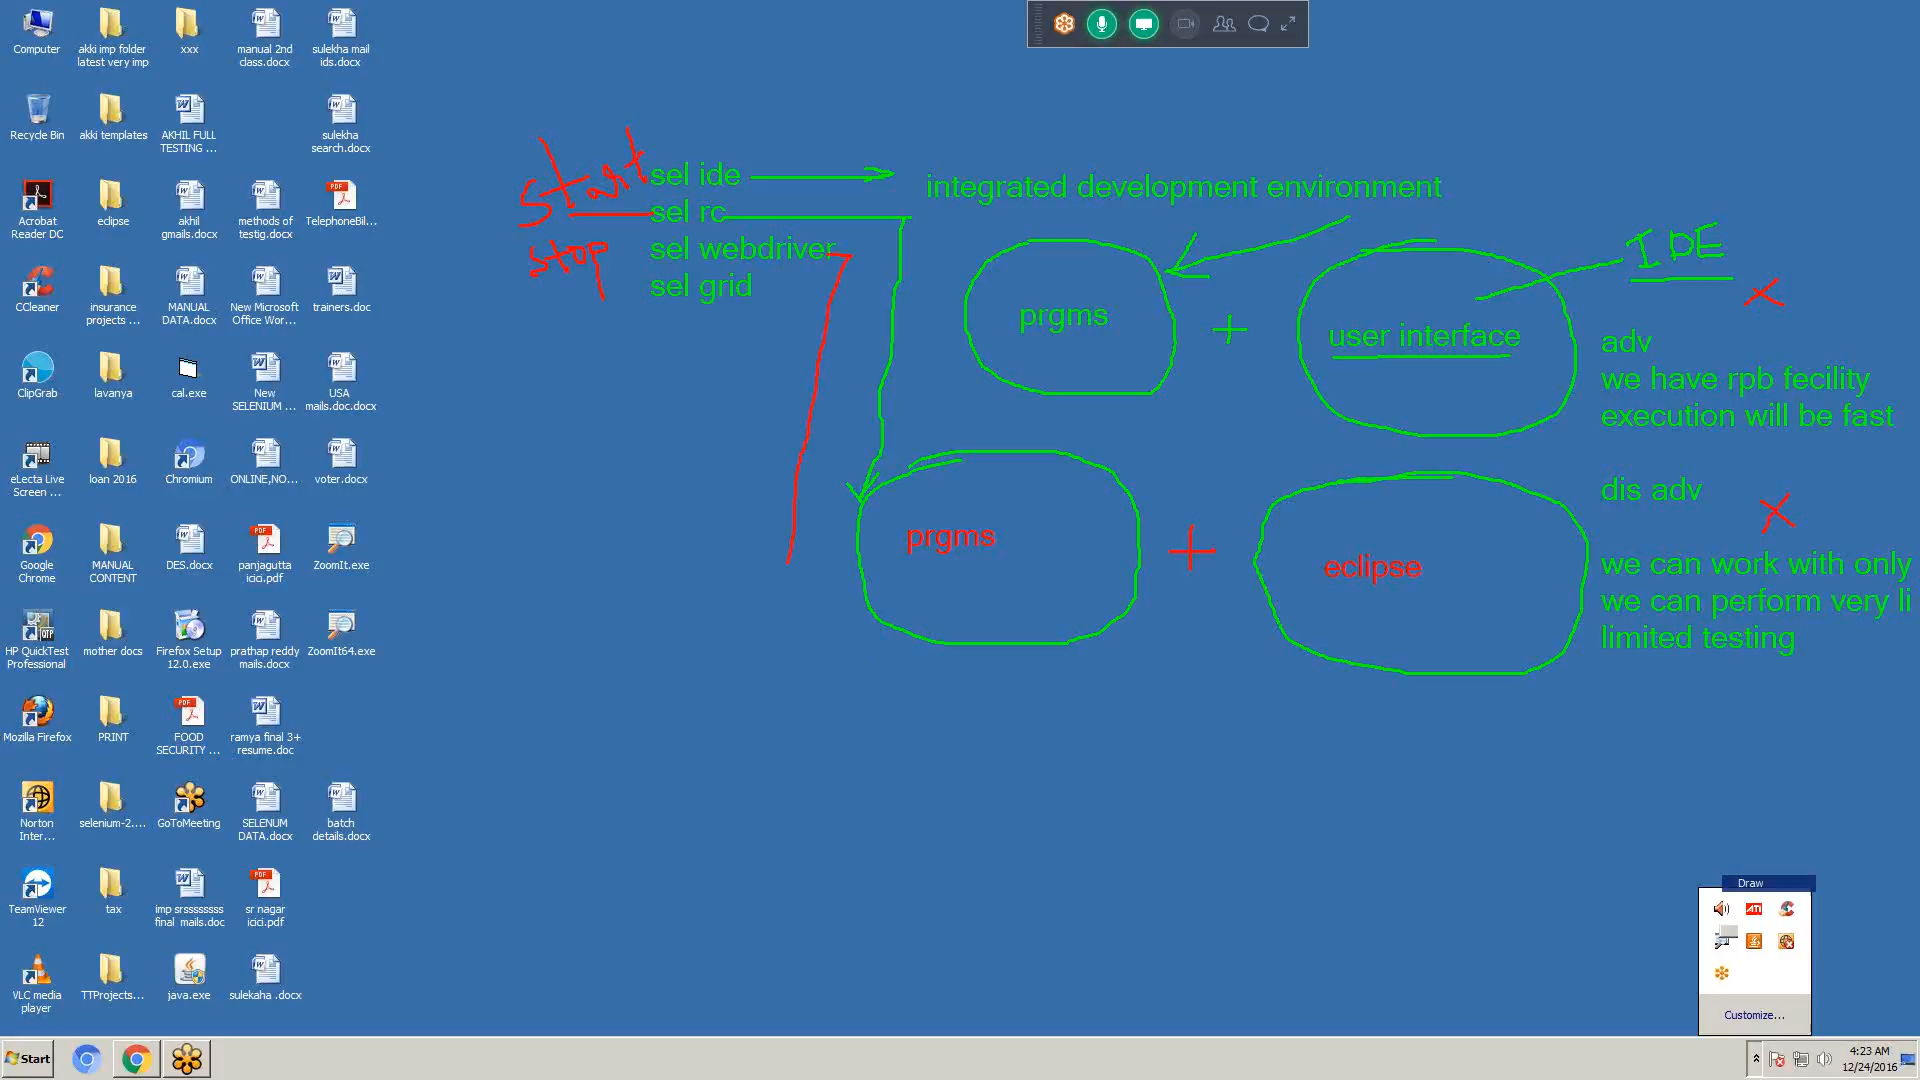 Computer
akki imp folder
latest very imp
xxx
manual 2nd
class.docx
sulekha mail
ids.docx
Recycle Bin
akki templates
AKHIL FULL
TESTING ...
sulekha
search.docx
Acrobat
Reader DC
eclipse
akhil
gmails.docx
methods of
testig.docx
TelephoneBil...
CCleaner
insurance
projects ...
MANUAL
DATA.docx
New Microsoft
Office Wor...
trainers.doc
ClipGrab
lavanya
cal.exe
New
SELENIUM ...
USA
mails.doc.docx
eLecta Live
Screen ...
loan 2016
Chromium
ONLINE,NO...
voter.docx
Google
Chrome
MANUAL
CONTENT
DES.docx
panjagutta
icici.pdf
ZoomIt.exe
HP QuickTest
Professional
mother docs
Firefox Setup
12.0.exe
prathap reddy
mails.docx
ZoomIt64.exe
Mozilla Firefox
PRINT
FOOD
SECURITY ...
ramya final 3+
resume.doc
Norton
Inter...
selenium-2....
GoToMeeting
SELENUM
DATA.docx
batch
details.docx
TeamViewer
12
tax
imp srssssssss
final mails.doc
sr nagar
icici.pdf
VLC media
player
TTProjects...
java.exe
sulekaha .docx
Start
stop
sel ide
sel rc
sel webdriver
sel grid
integrated development environment
IDE
prgms
+
user interface
adv
we have rpb fecility
execution will be fast
prgms
+
eclipse
dis adv
we can work with only
we can perform very li
limited testing
Draw
Customize...
Start
4:23 AM
12/24/2016